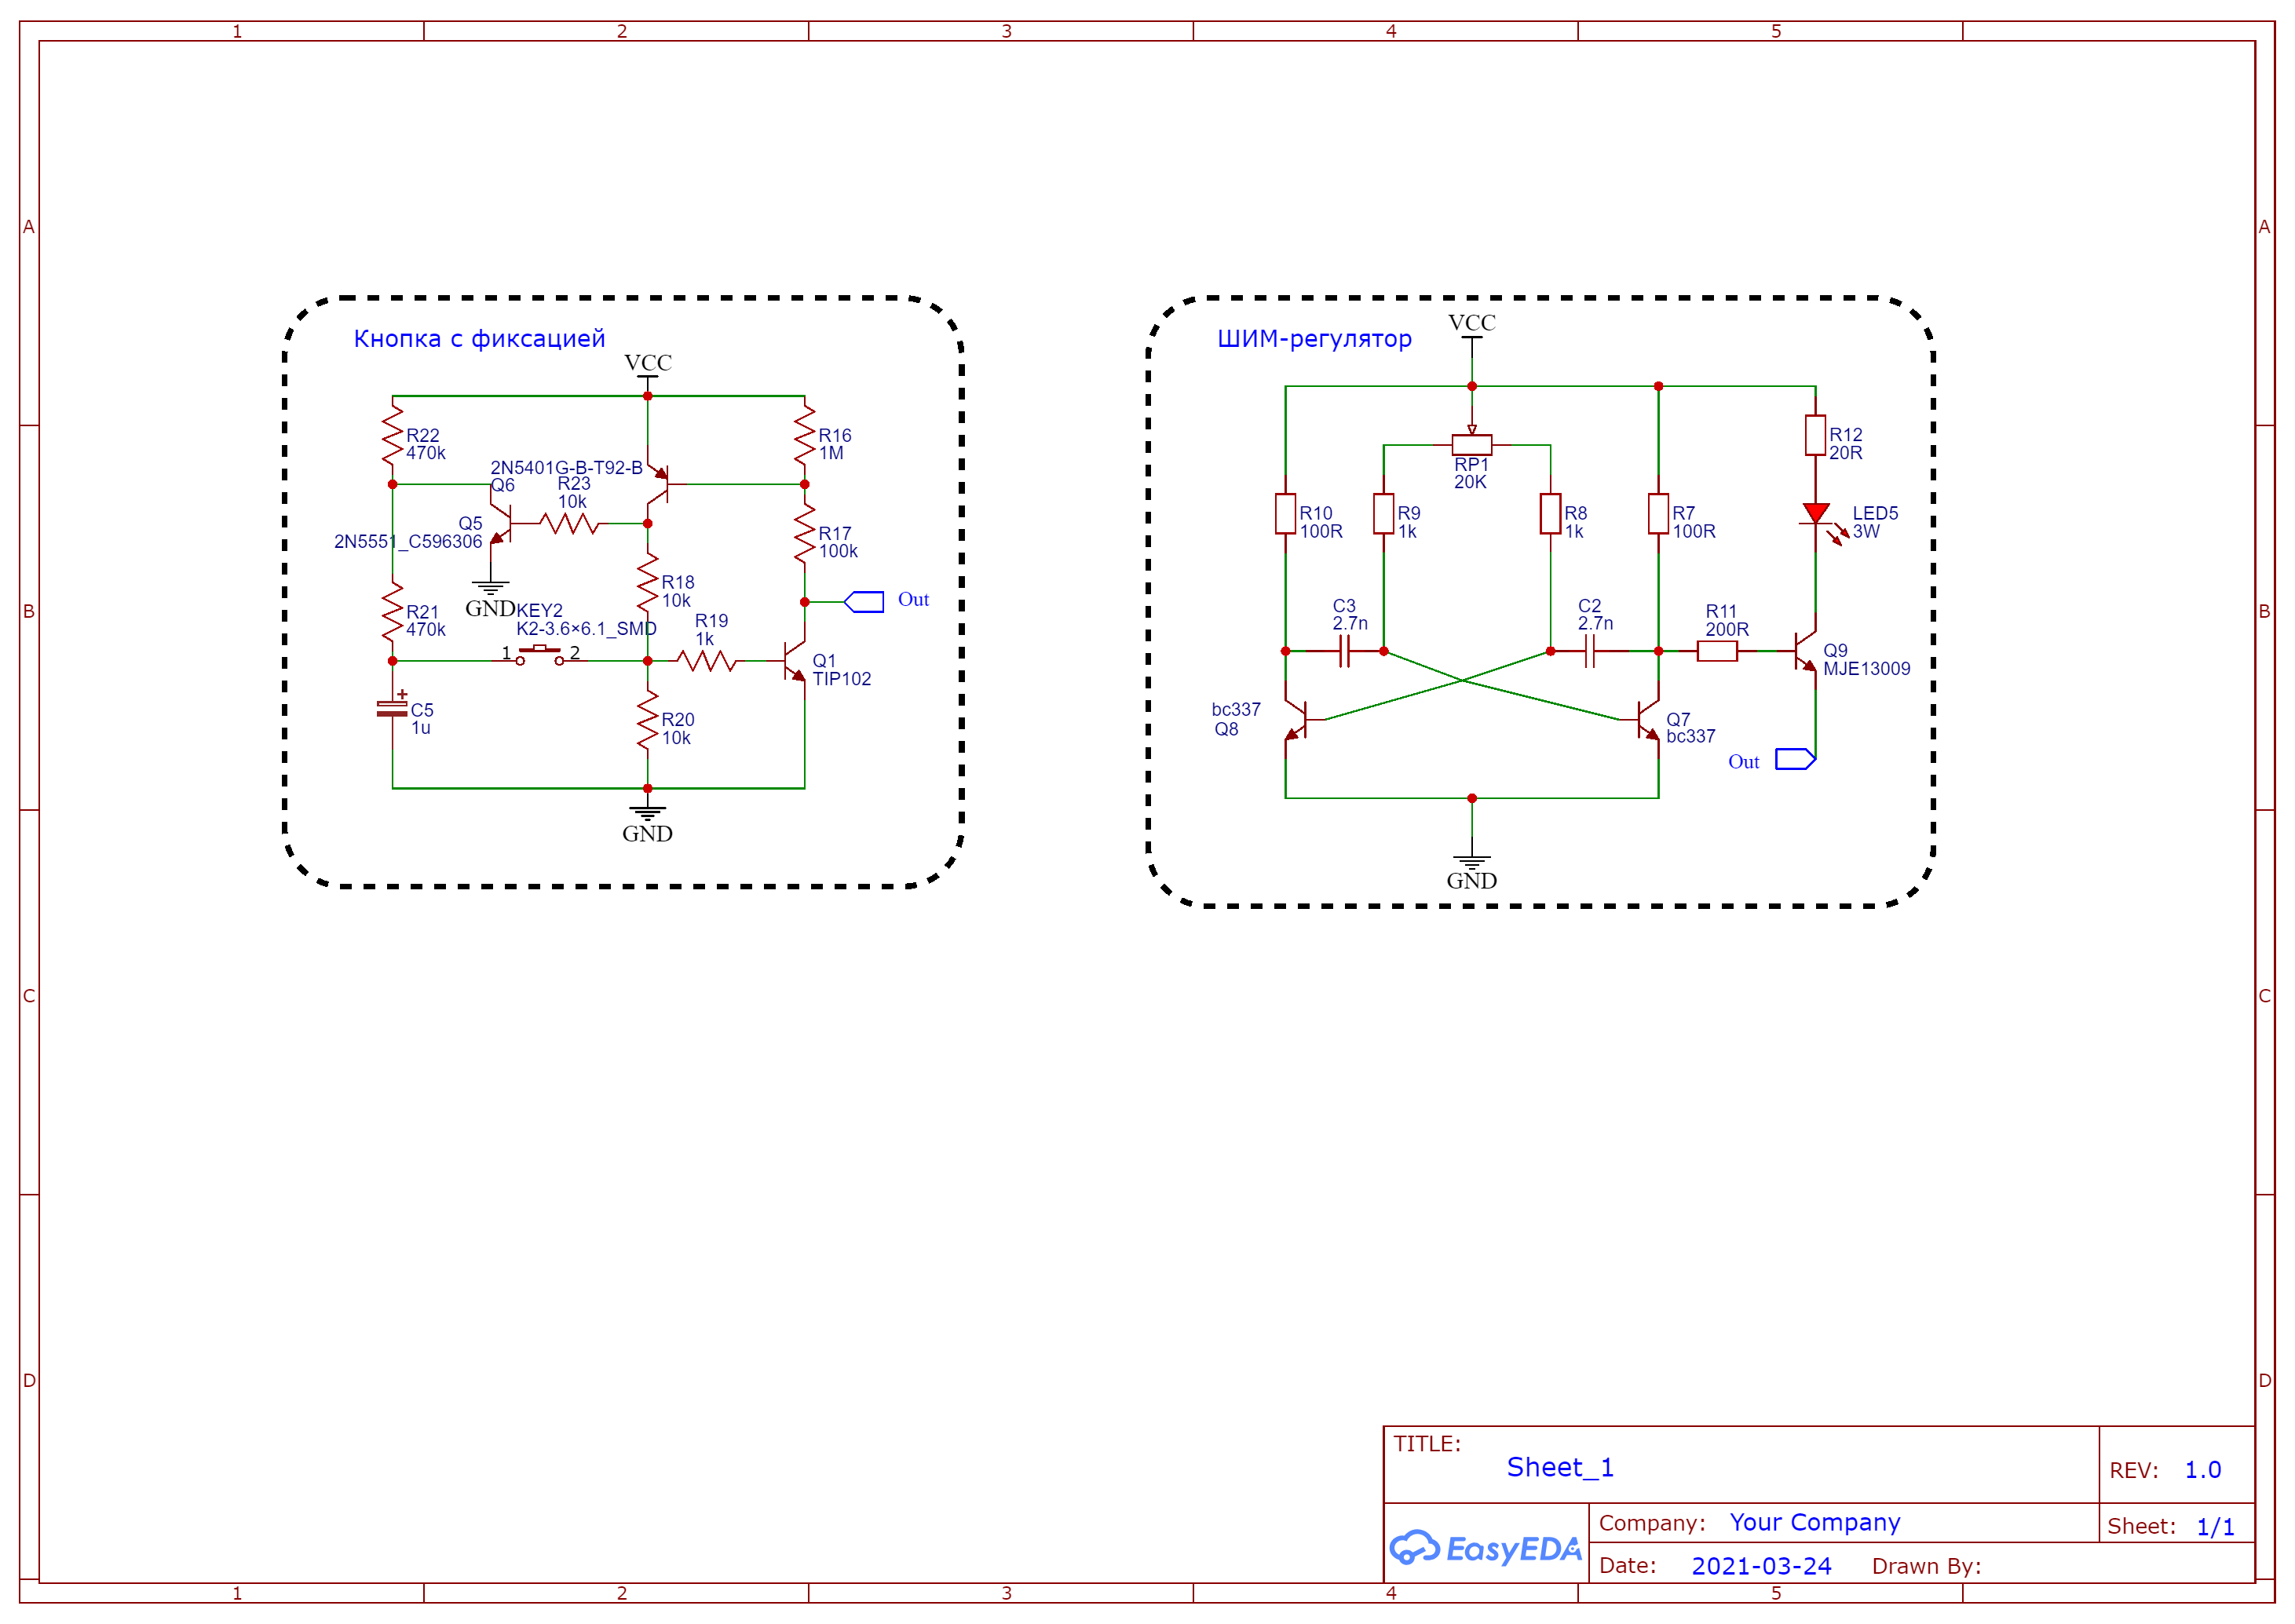 1 2 3 4 5
A
B
C
D
A
B
C
D
Кнопка с фиксацией
VCC
R22
470k
2N5401G-B-T92-B
Q6
R23
10k
R16
1M
Q5
2N5551_C596306
R17
100k
GND
R18
10k
Out
R21
470k
KEY2
K2-3.6×6.1_SMD
1 2
R19
1k
Q1
TIP102
+
C5
1u
R20
10k
GND
ШИМ-регулятор
VCC
R12
20R
RP1
20K
R10
100R
R9
1k
R8
1k
R7
100R
LED5
3W
C3
2.7n
C2
2.7n
R11
200R
Q9
MJE13009
bc337
Q8
Q7
bc337
Out
GND
TITLE:
Sheet_1
REV: 1.0
EasyEDA
Company: Your Company
Sheet: 1/1
Date: 2021-03-24 Drawn By:
1 2 3 4 5